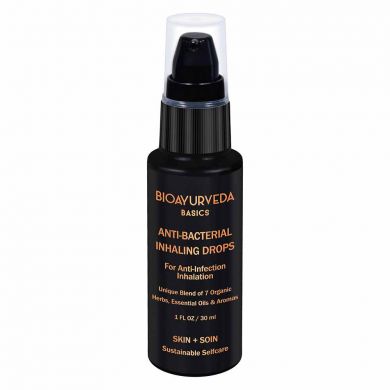 BIOAYURVEDA
BASICS
ANTI-BACTERIAL
INHALING DROPS
For Anti-Infection
Inhalation
Unique Blend of 7 Organic
Herbs, Essential Oils & Aromas
1 FL OZ / 30 ml
SKIN + SOIN
Sustainable Selfcare